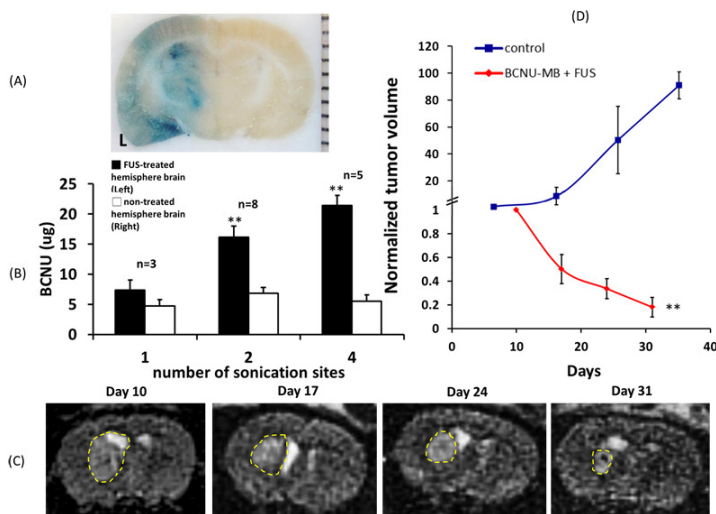 (A)
L
FUS-treated
hemisphere brain
(Left)
non-treated
hemisphere brain
(Right)
(B)
BCNU (ug)
25
20
15
10
5
0
n=3
n=8
**
n=5
**
1
2
4
number of sonication sites
(D)
control
BCNU-MB + FUS
Normalized tumor volume
120
100
80
60
40
20
1
0.8
0.6
0.4
0.2
**
0
10
20
30
40
Days
(C)
Day 10
Day 17
Day 24
Day 31